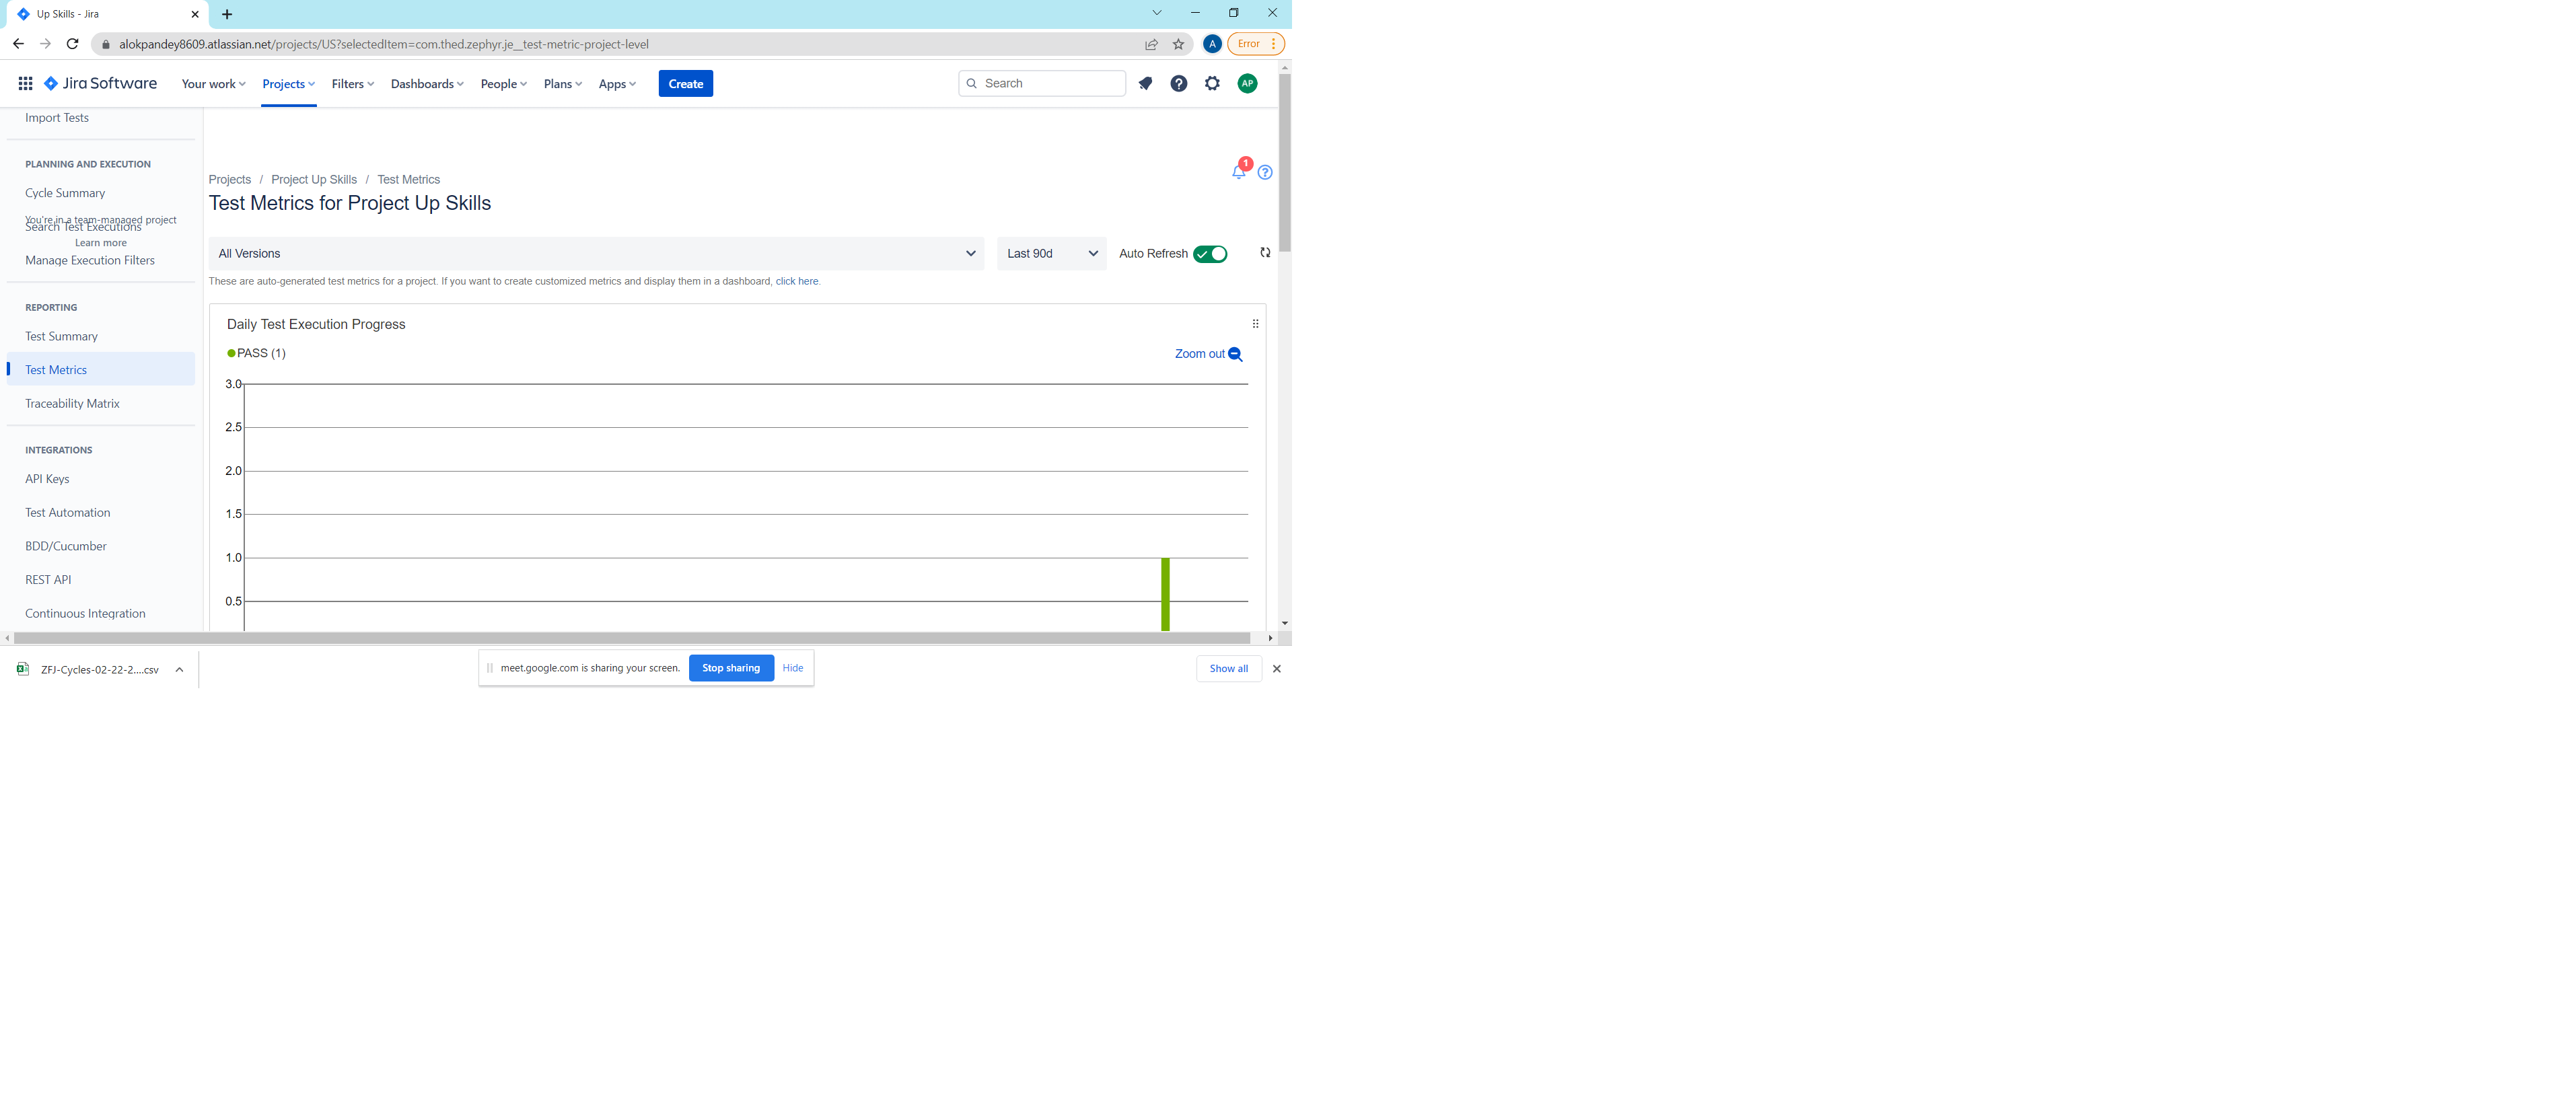 Up Skills - Jira
alokpandey8609.atlassian.net/projects/US?selectedItem=com.thed.zephyr.je__test-metric-project-level
A
Error
Jira Software
Your work
Projects
Filters
Dashboards
People
Plans
Apps
Create
Search
AP
Import Tests
PLANNING AND EXECUTION
Cycle Summary
You're in a team-managed project
Search Test Executions
Learn more
Manage Execution Filters
REPORTING
Test Summary
Test Metrics
Traceability Matrix
INTEGRATIONS
API Keys
Test Automation
BDD/Cucumber
REST API
Continuous Integration
1
Projects / Project Up Skills / Test Metrics
Test Metrics for Project Up Skills
All Versions
Last 90d
Auto Refresh
These are auto-generated test metrics for a project. If you want to create customized metrics and display them in a dashboard, click here.
Daily Test Execution Progress
PASS (1)
Zoom out
3.0
2.5
2.0
1.5
1.0
0.5
ZFJ-Cycles-02-22-2....csv
meet.google.com is sharing your screen.
Stop sharing
Hide
Show all